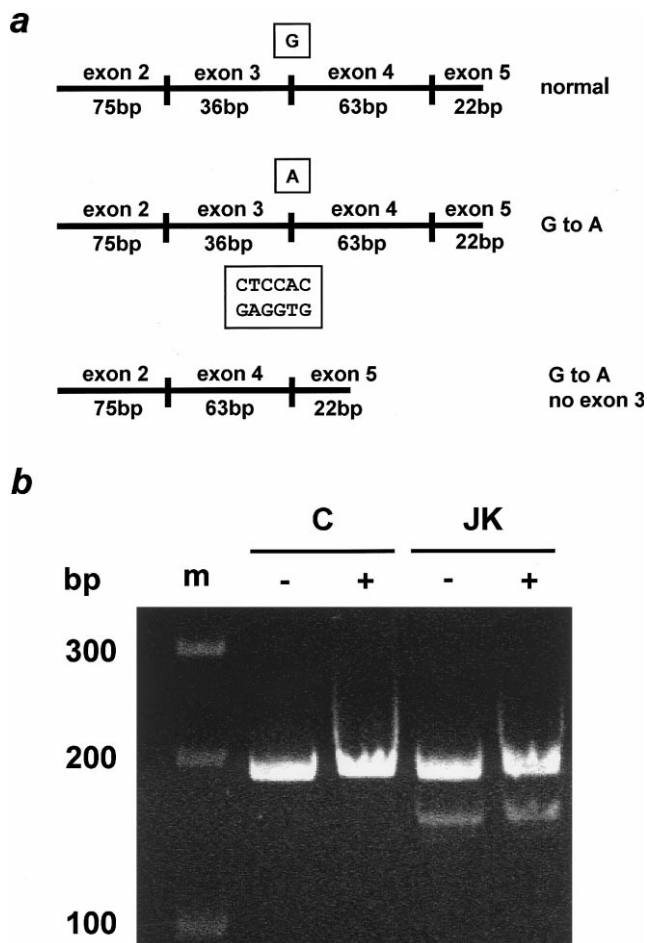 a
G
exon 2 exon 3 exon 4 exon 5 normal
75bp 36bp 63bp 22bp
A
exon 2 exon 3 exon 4 exon 5 G to A
75bp 36bp 63bp 22bp
CTCCAC
GAGGTG
exon 2 exon 4 exon 5 G to A
75bp 63bp 22bp no exon 3
b
C JK
bp m - + - +
300
200
100